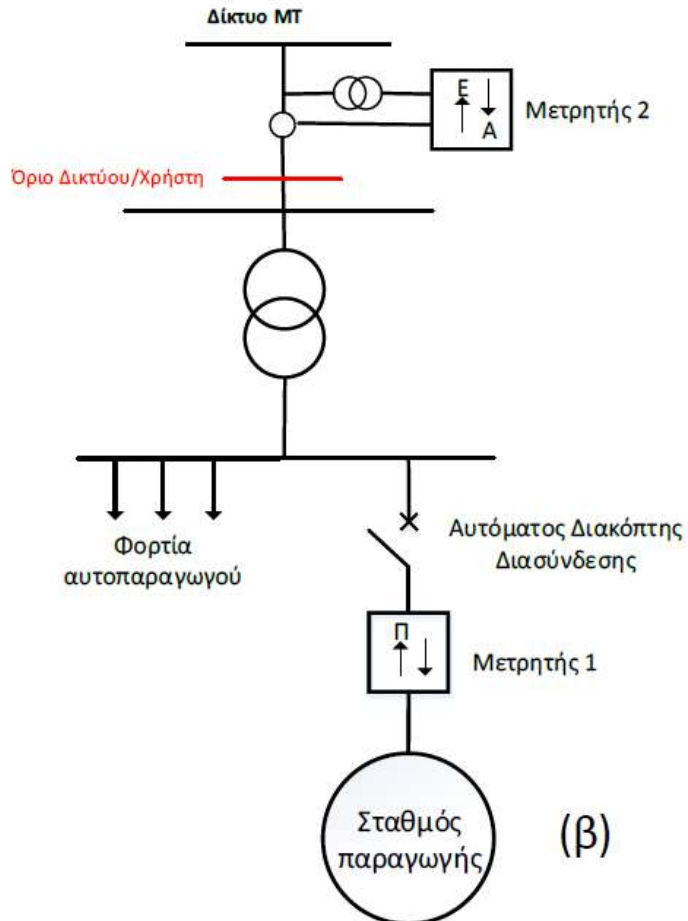 Δίκτυο ΜΤ
Ε
Α
Μετρητής 2
Όριο Δικτύου/Χρήστη
Φορτία
αυτοπαραγωγού
Αυτόματος Διακόπτης
Διασύνδεσης
Π
Μετρητής 1
Σταθμός
παραγωγής
(β)